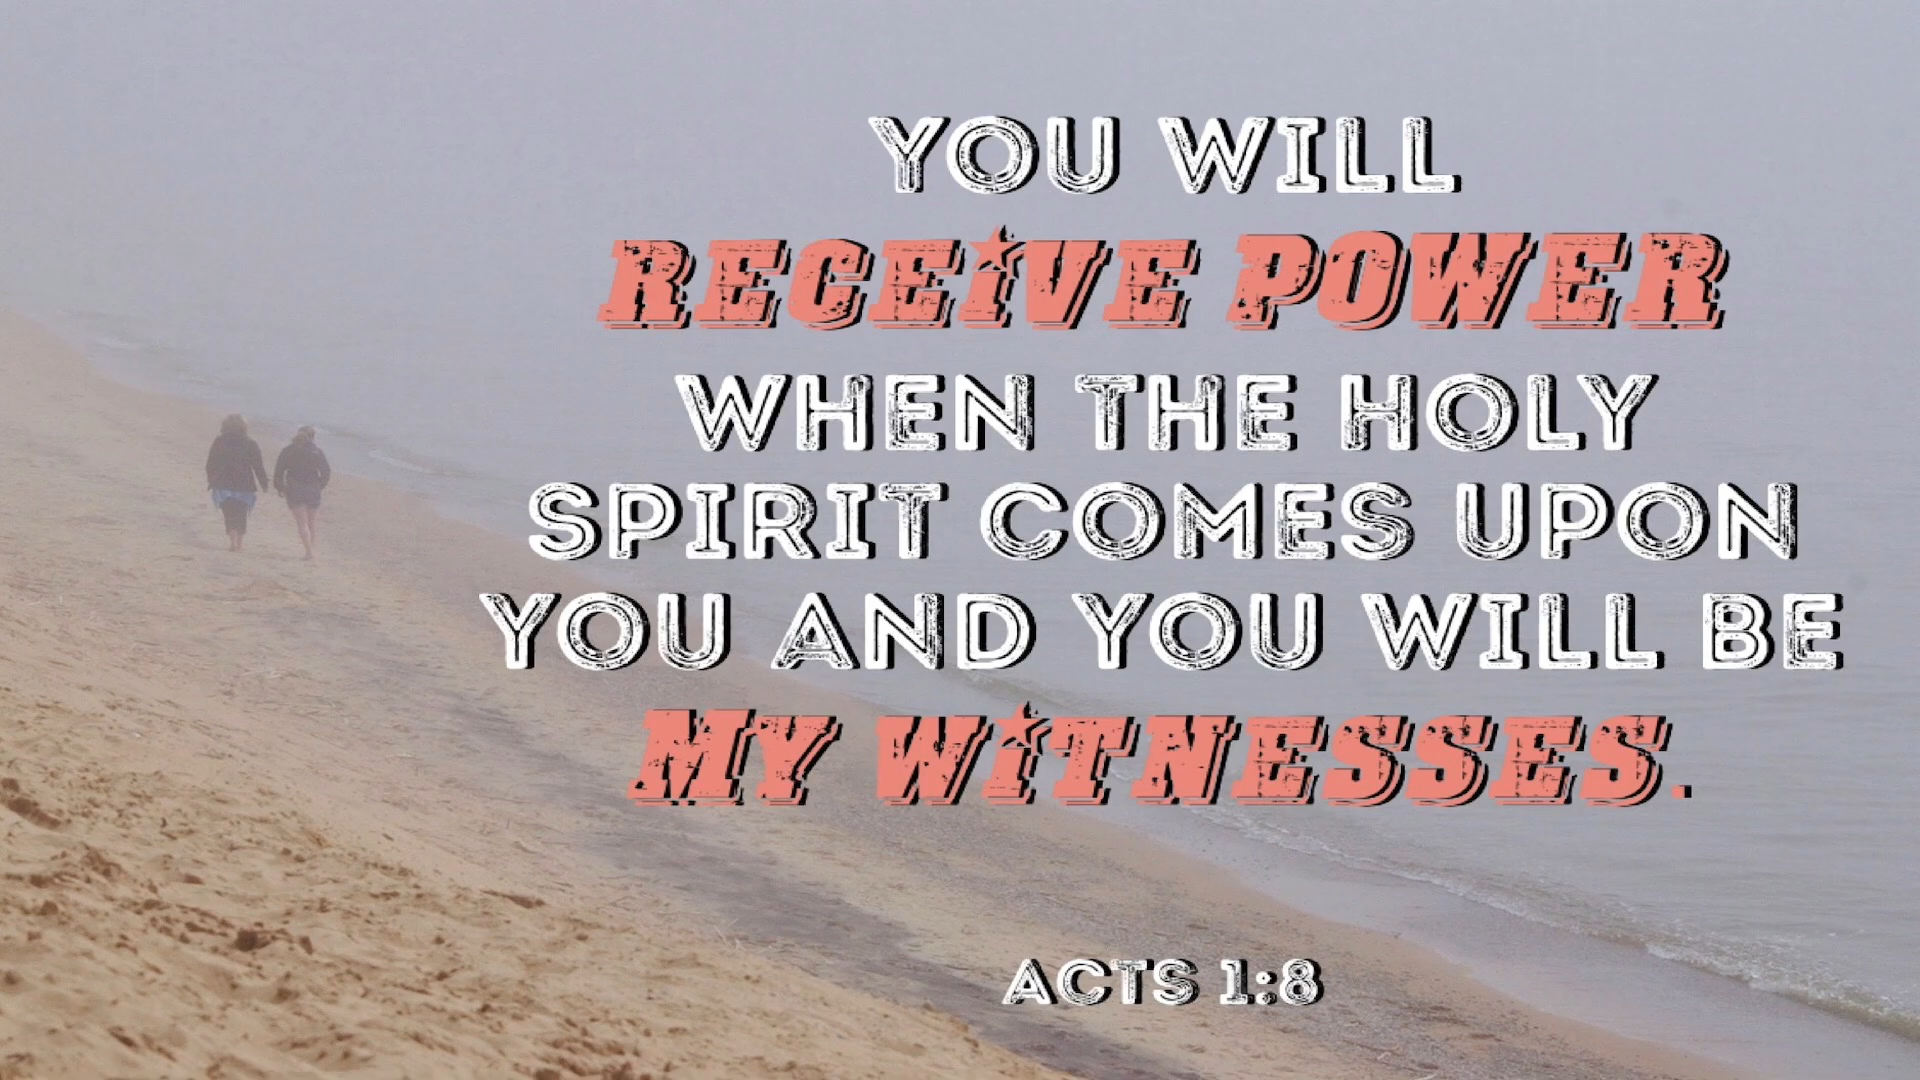 YOU WILL
RECEIVE POWER
WHEN THE HOLY
SPIRIT COMES UPON
YOU AND YOU WILL BE
MY WITNESSES.
ACTS 1:8